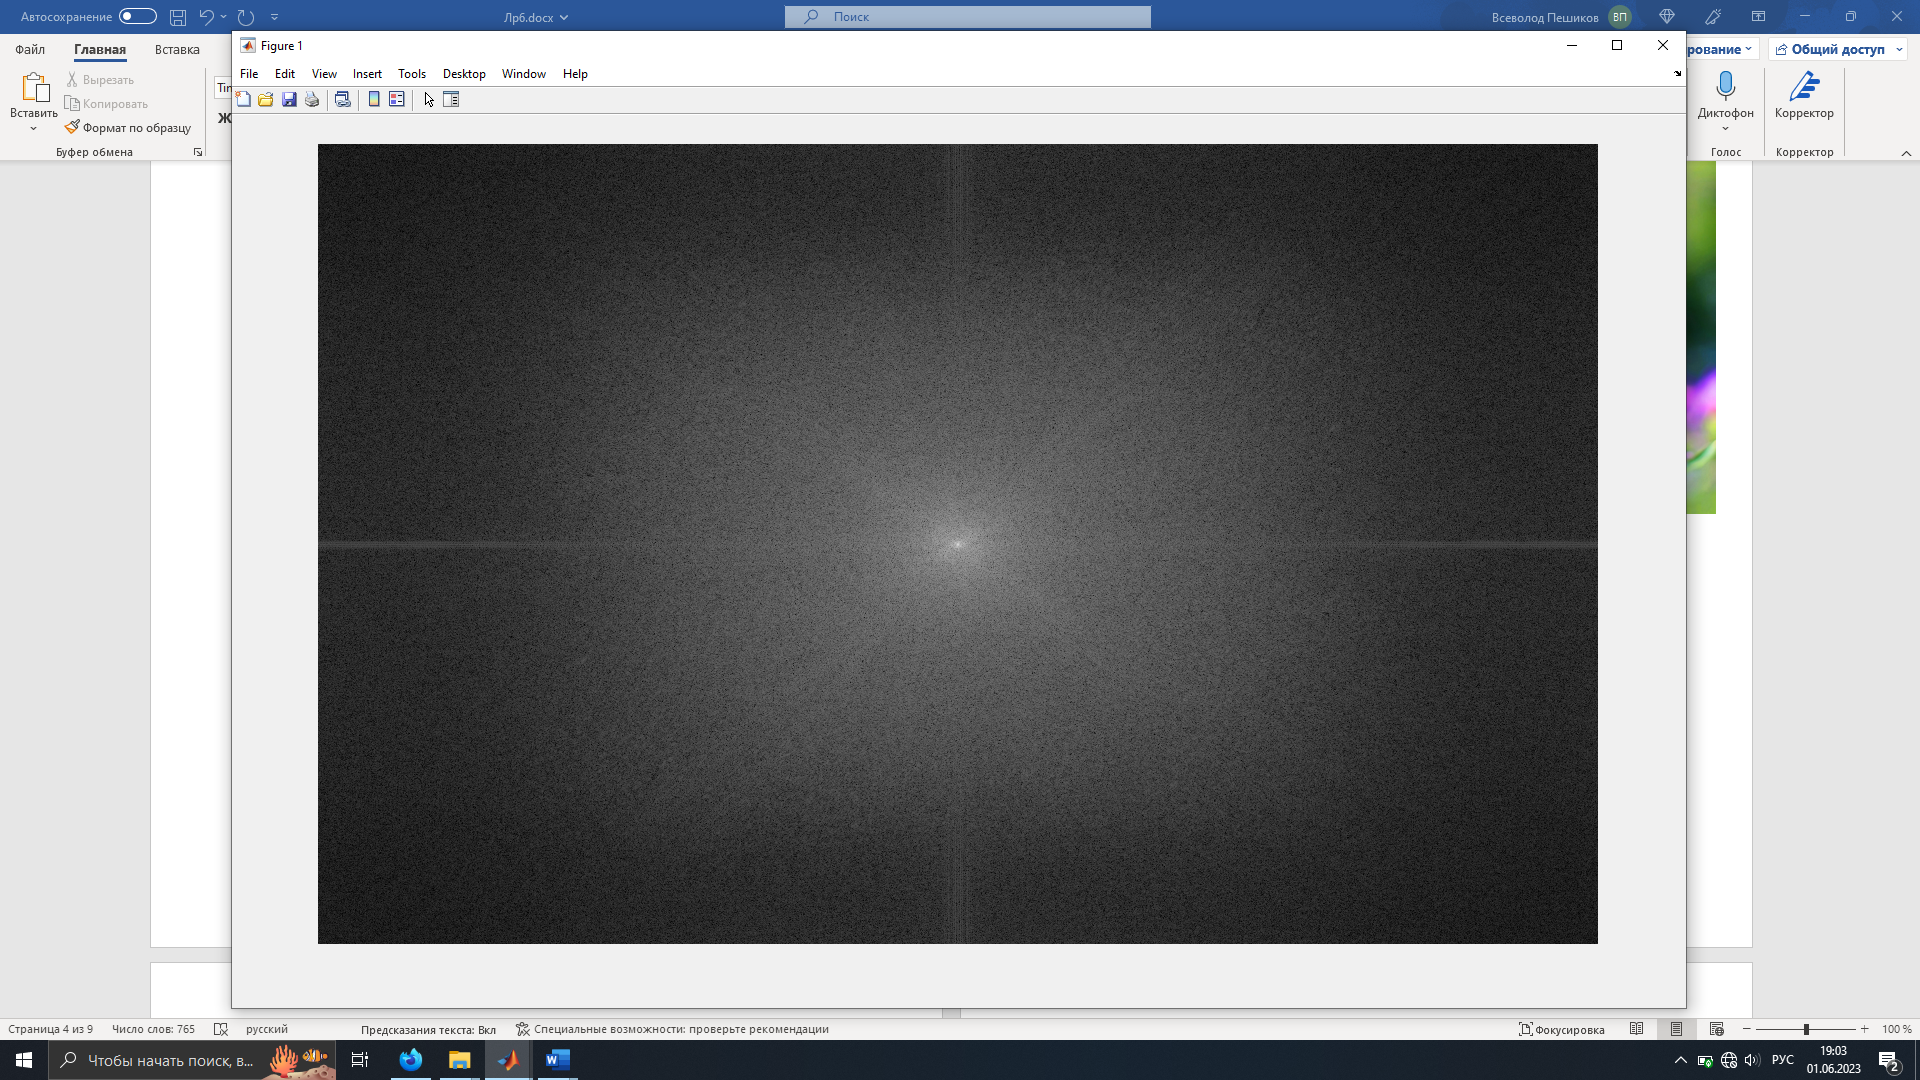 Автосохранение
Лр6.docx
Поиск
Всеволод Пешиков ВП
Файл Главная Вставка
рование Общий доступ
Вставить
Вырезать
Копировать
Формат по образцу
Буфер обмена
Ж
Figure 1
File Edit View Insert Tools Desktop Window Help
Диктофон
Голос
Корректор
Корректор
Страница 4 из 9 Число слов: 765 русский Предсказания текста: Вкл Специальные возможности: проверьте рекомендации Фокусировка 100 %
Чтобы начать поиск, в...
РУС
19:03
01.06.2023
2